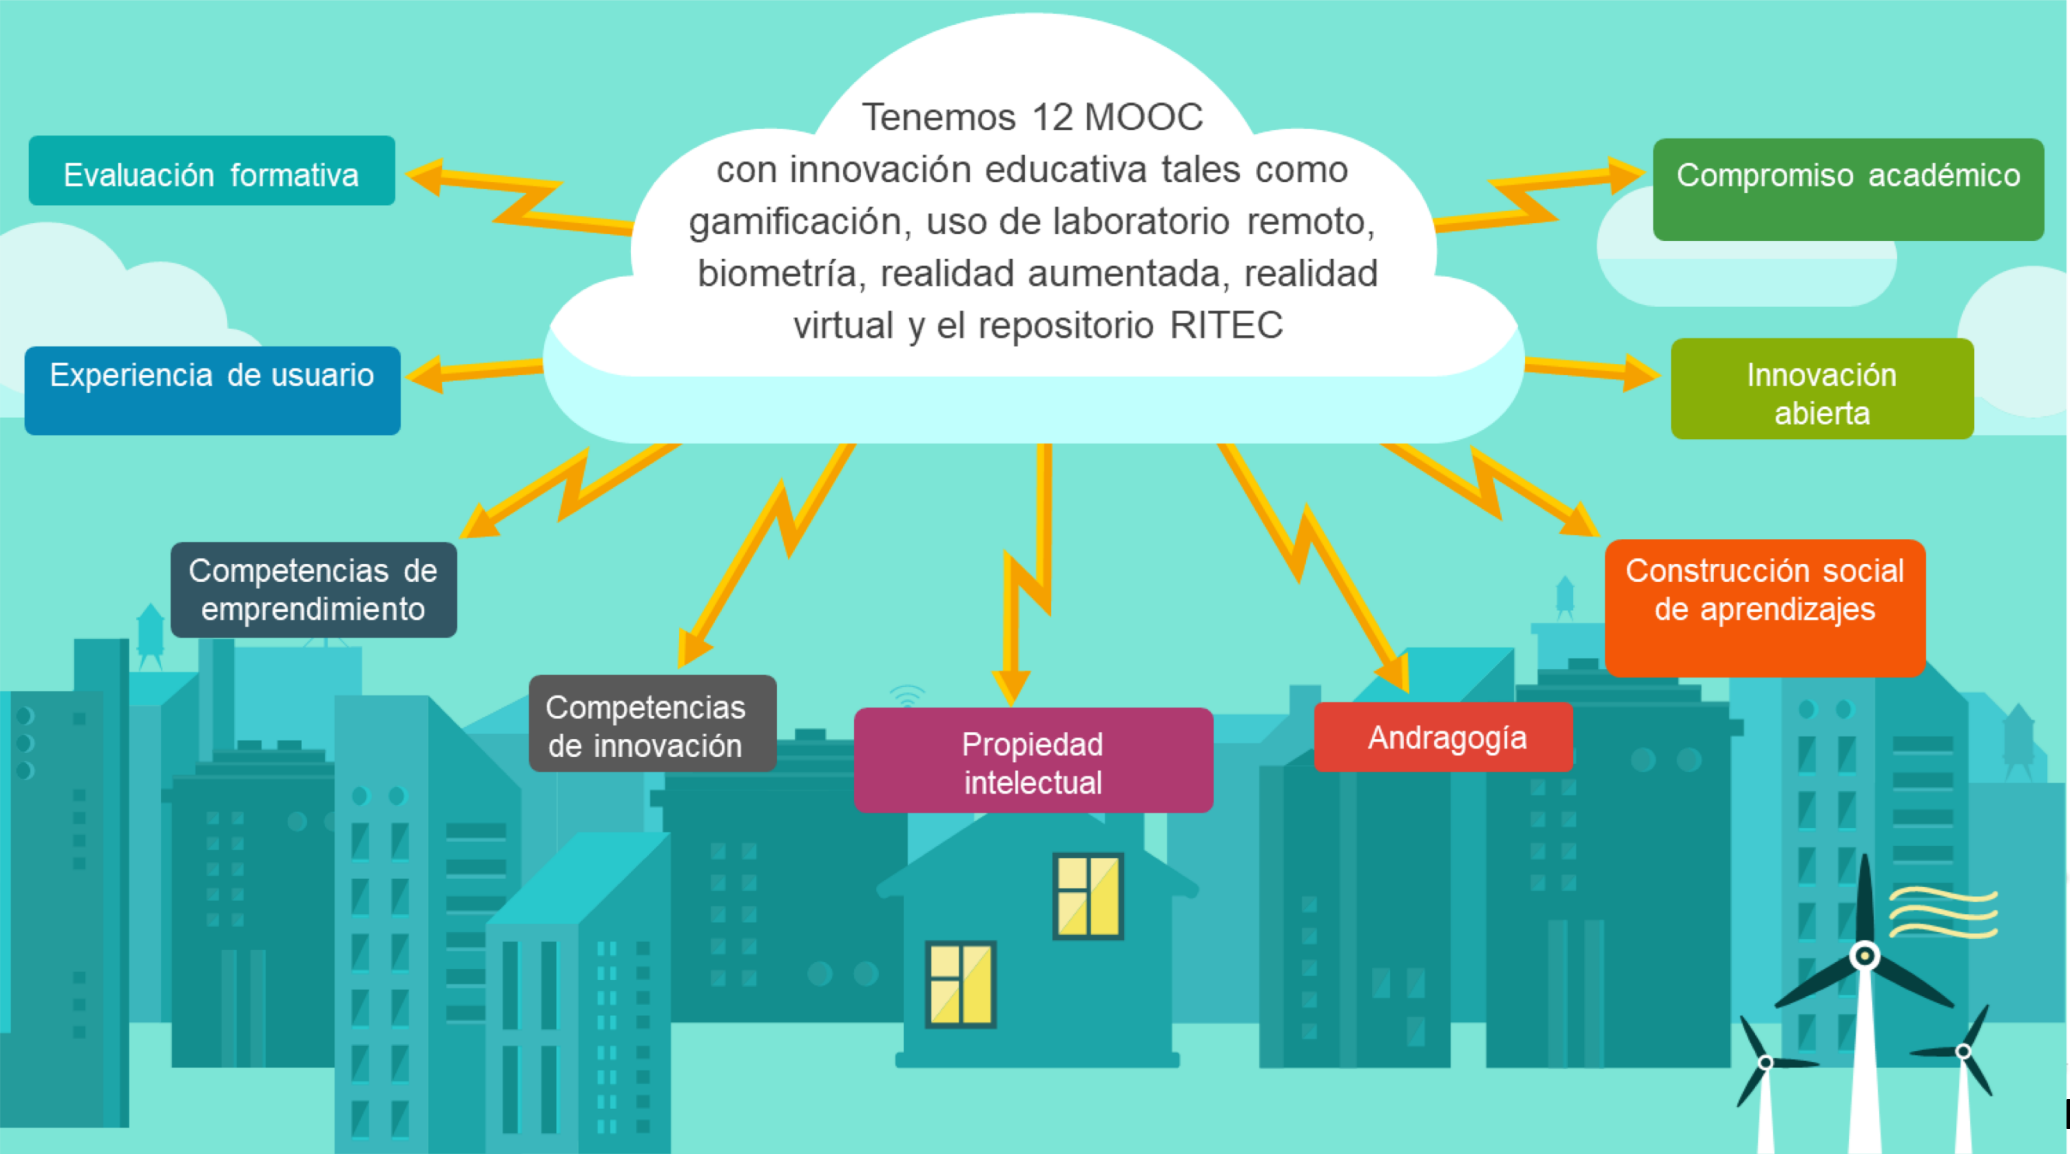 Tenemos 12 MOOC
con innovación educativa tales como
gamificación, uso de laboratorio remoto,
biometría, realidad aumentada, realidad
virtual y el repositorio RITEC
Evaluación formativa
Compromiso académico
Experiencia de usuario
Innovación
abierta
Competencias de
emprendimiento
Construcción social
de aprendizajes
Competencias
de innovación
Propiedad
intelectual
Andragogía